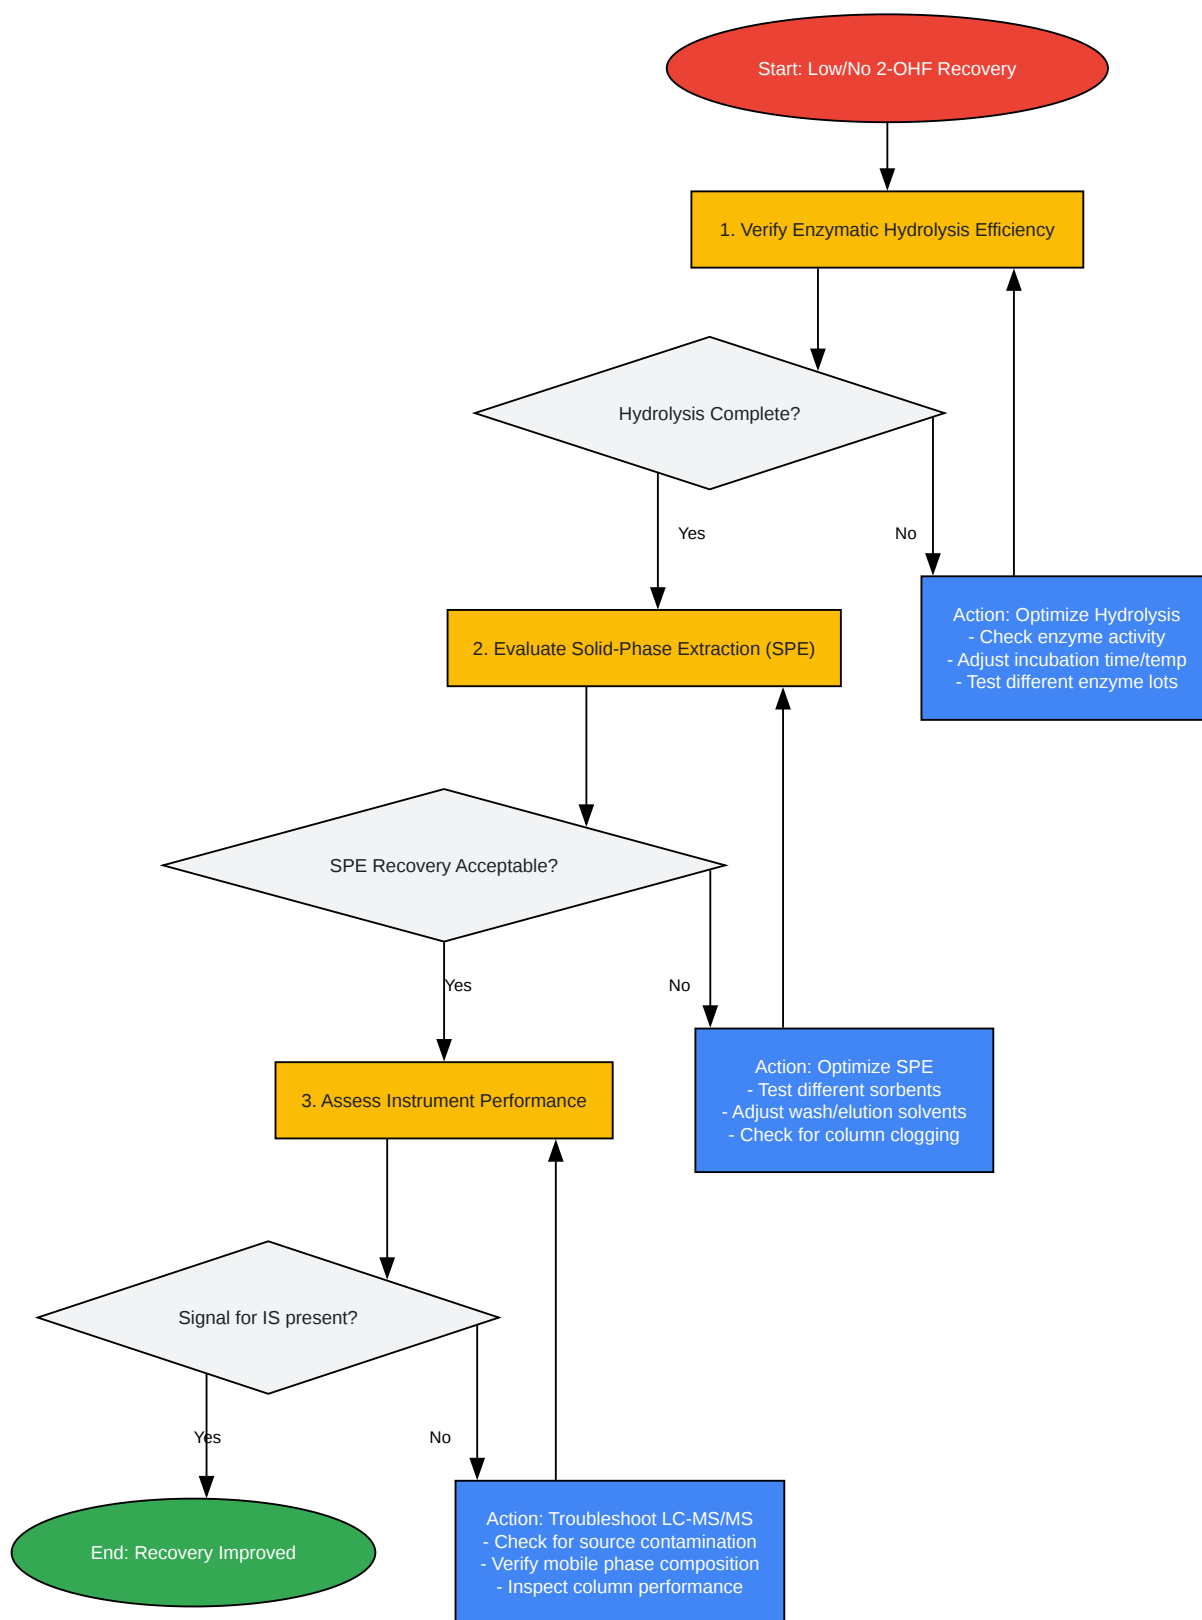 Start: Low/No 2-OHF Recovery
1. Verify Enzymatic Hydrolysis Efficiency
Hydrolysis Complete?
Yes
No
Action: Optimize Hydrolysis
- Check enzyme activity
- Adjust incubation time/temp
- Test different enzyme lots
2. Evaluate Solid-Phase Extraction (SPE)
SPE Recovery Acceptable?
Yes
No
Action: Optimize SPE
- Test different sorbents
- Adjust wash/elution solvents
- Check for column clogging
3. Assess Instrument Performance
Signal for IS present?
Yes
No
Action: Troubleshoot LC-MS/MS
- Check for source contamination
- Verify mobile phase composition
- Inspect column performance
End: Recovery Improved